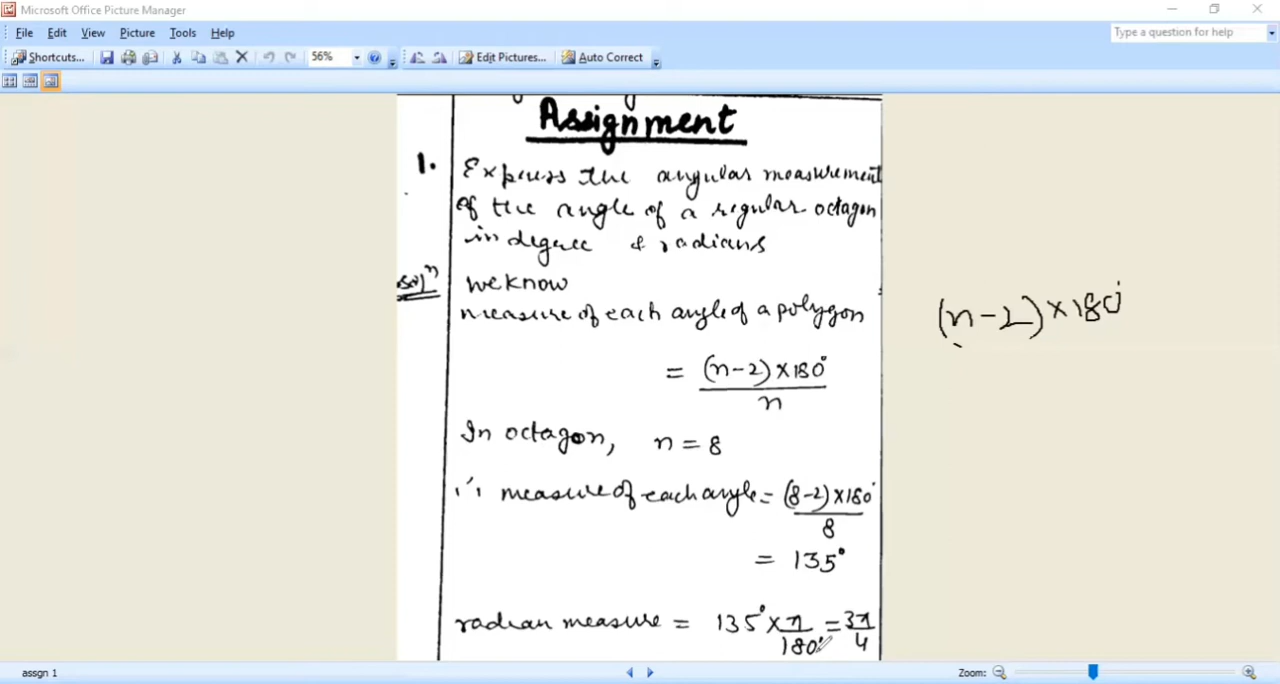 Microsoft Office Picture Manager
File Edit View Picture Tools Help
Type a question for help
Shortcuts... 56% Edit Pictures... Auto Correct
Assignment
1. Express the angular measurement
of the angle of a regular octagon
in degree & radians
Solⁿ we know
measure of each angle of a polygon
= (n-2)×180°
n
(n-2)×180°
In octagon, n = 8
∴ measure of each angle = (8-2)×180°
8
= 135°
radian measure = 135° × π/180° = 3π/4
assgn 1
Zoom: